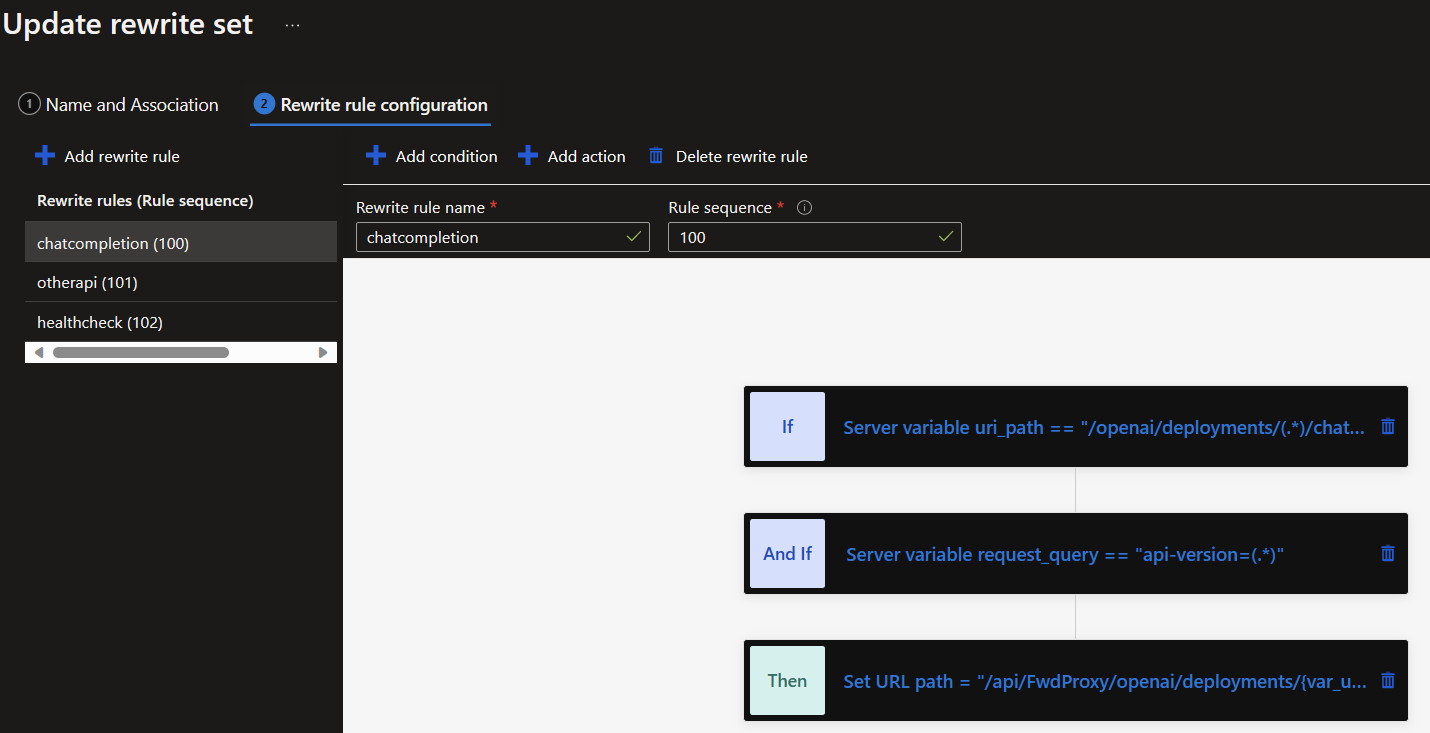 Update rewrite set ...
1 Name and Association
2 Rewrite rule configuration
Add rewrite rule
Add condition
Add action
Delete rewrite rule
Rewrite rules (Rule sequence)
chatcompletion (100)
otherapi (101)
healthcheck (102)
Rewrite rule name *
Rule sequence *
chatcompletion
100
If
Server variable uri_path == "/openai/deployments/(.*)/chat...
And If
Server variable request_query == "api-version=(.*)"
Then
Set URL path = "/api/FwdProxy/openai/deployments/{var_u...